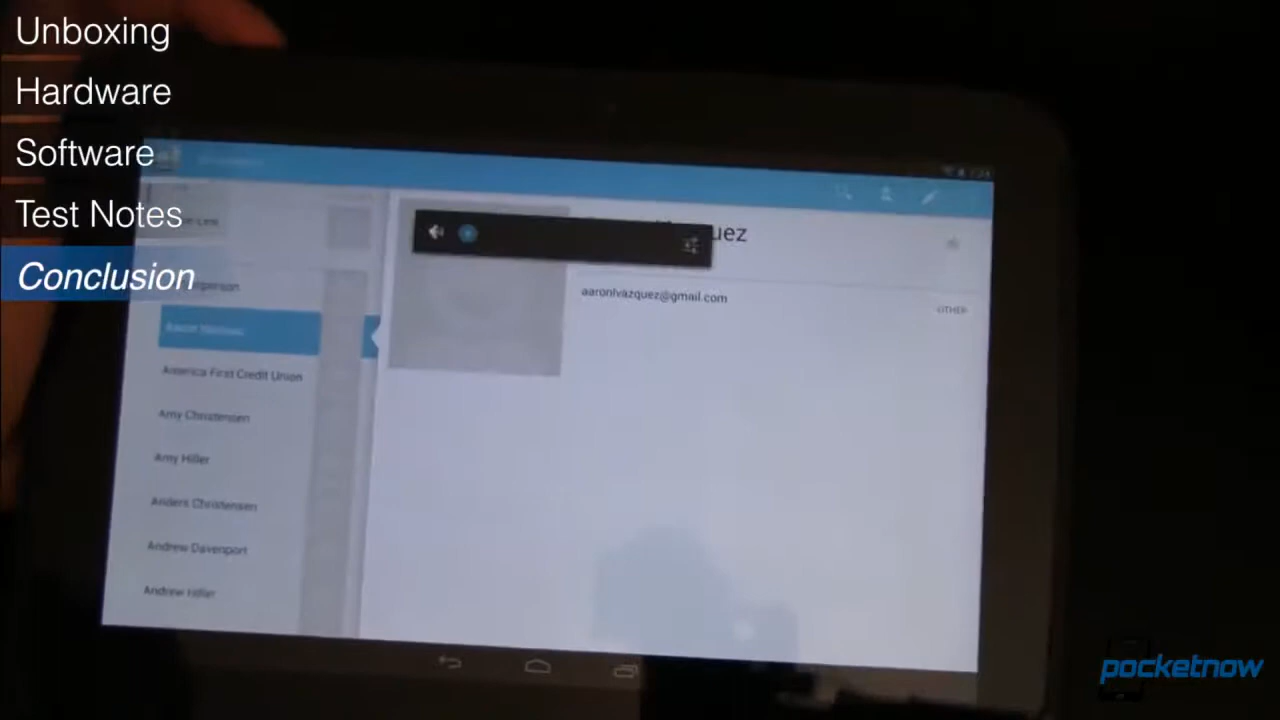 Unboxing
Hardware
Software
Test Notes
Conclusion
uez
aaronlvazquez@gmail.com
OTHER
America First Credit Union
Amy Christensen
Amy Hiller
Anders Christensen
Andrew Davenport
Andrew Hiller
pocketnow